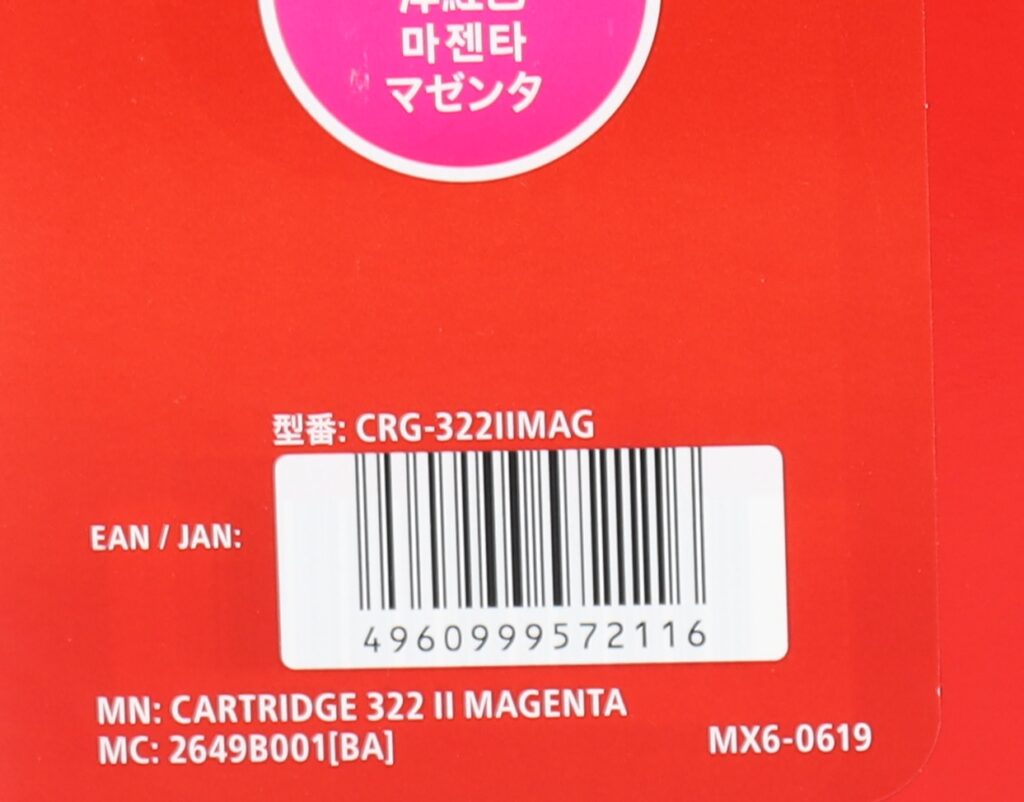 마젠타
マゼンタ
型番: CRG-322IIMAG
EAN / JAN:
4960999572116
MN: CARTRIDGE 322 II MAGENTA
MC: 2649B001[BA]
MX6-0619